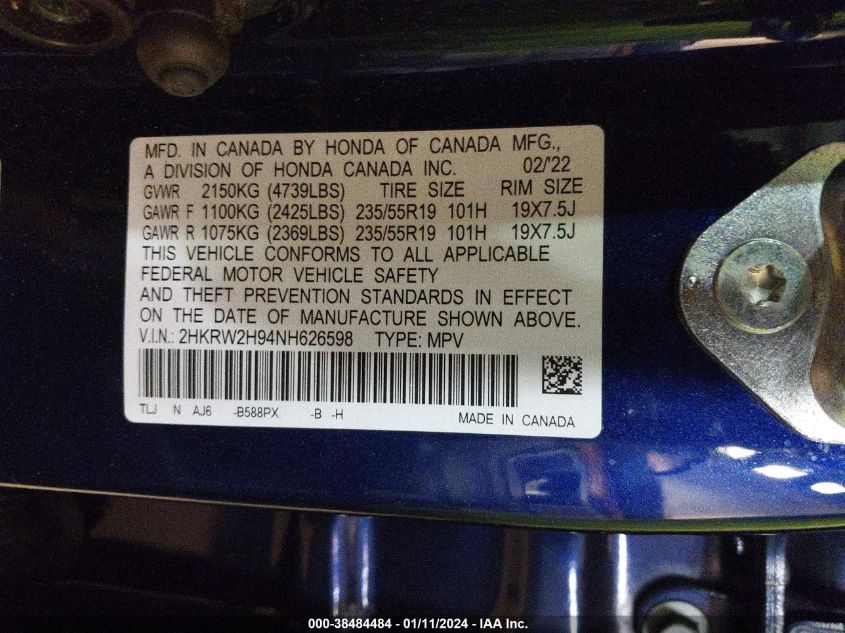 MFD. IN CANADA BY HONDA OF CANADA MFG.,
A DIVISION OF HONDA CANADA INC. 02/'22
GVWR 2150KG (4739LBS) TIRE SIZE RIM SIZE
GAWR F 1100KG (2425LBS) 235/55R19 101H 19X7.5J
GAWR R 1075KG (2369LBS) 235/55R19 101H 19X7.5J
THIS VEHICLE CONFORMS TO ALL APPLICABLE
FEDERAL MOTOR VEHICLE SAFETY
AND THEFT PREVENTION STANDARDS IN EFFECT
ON THE DATE OF MANUFACTURE SHOWN ABOVE.
V.I.N.: 2HKRW2H94NH626598 TYPE: MPV
TLJ N AJ6 -B588PX -B -H MADE IN CANADA
000-38484484 - 01/11/2024 - IAA Inc.